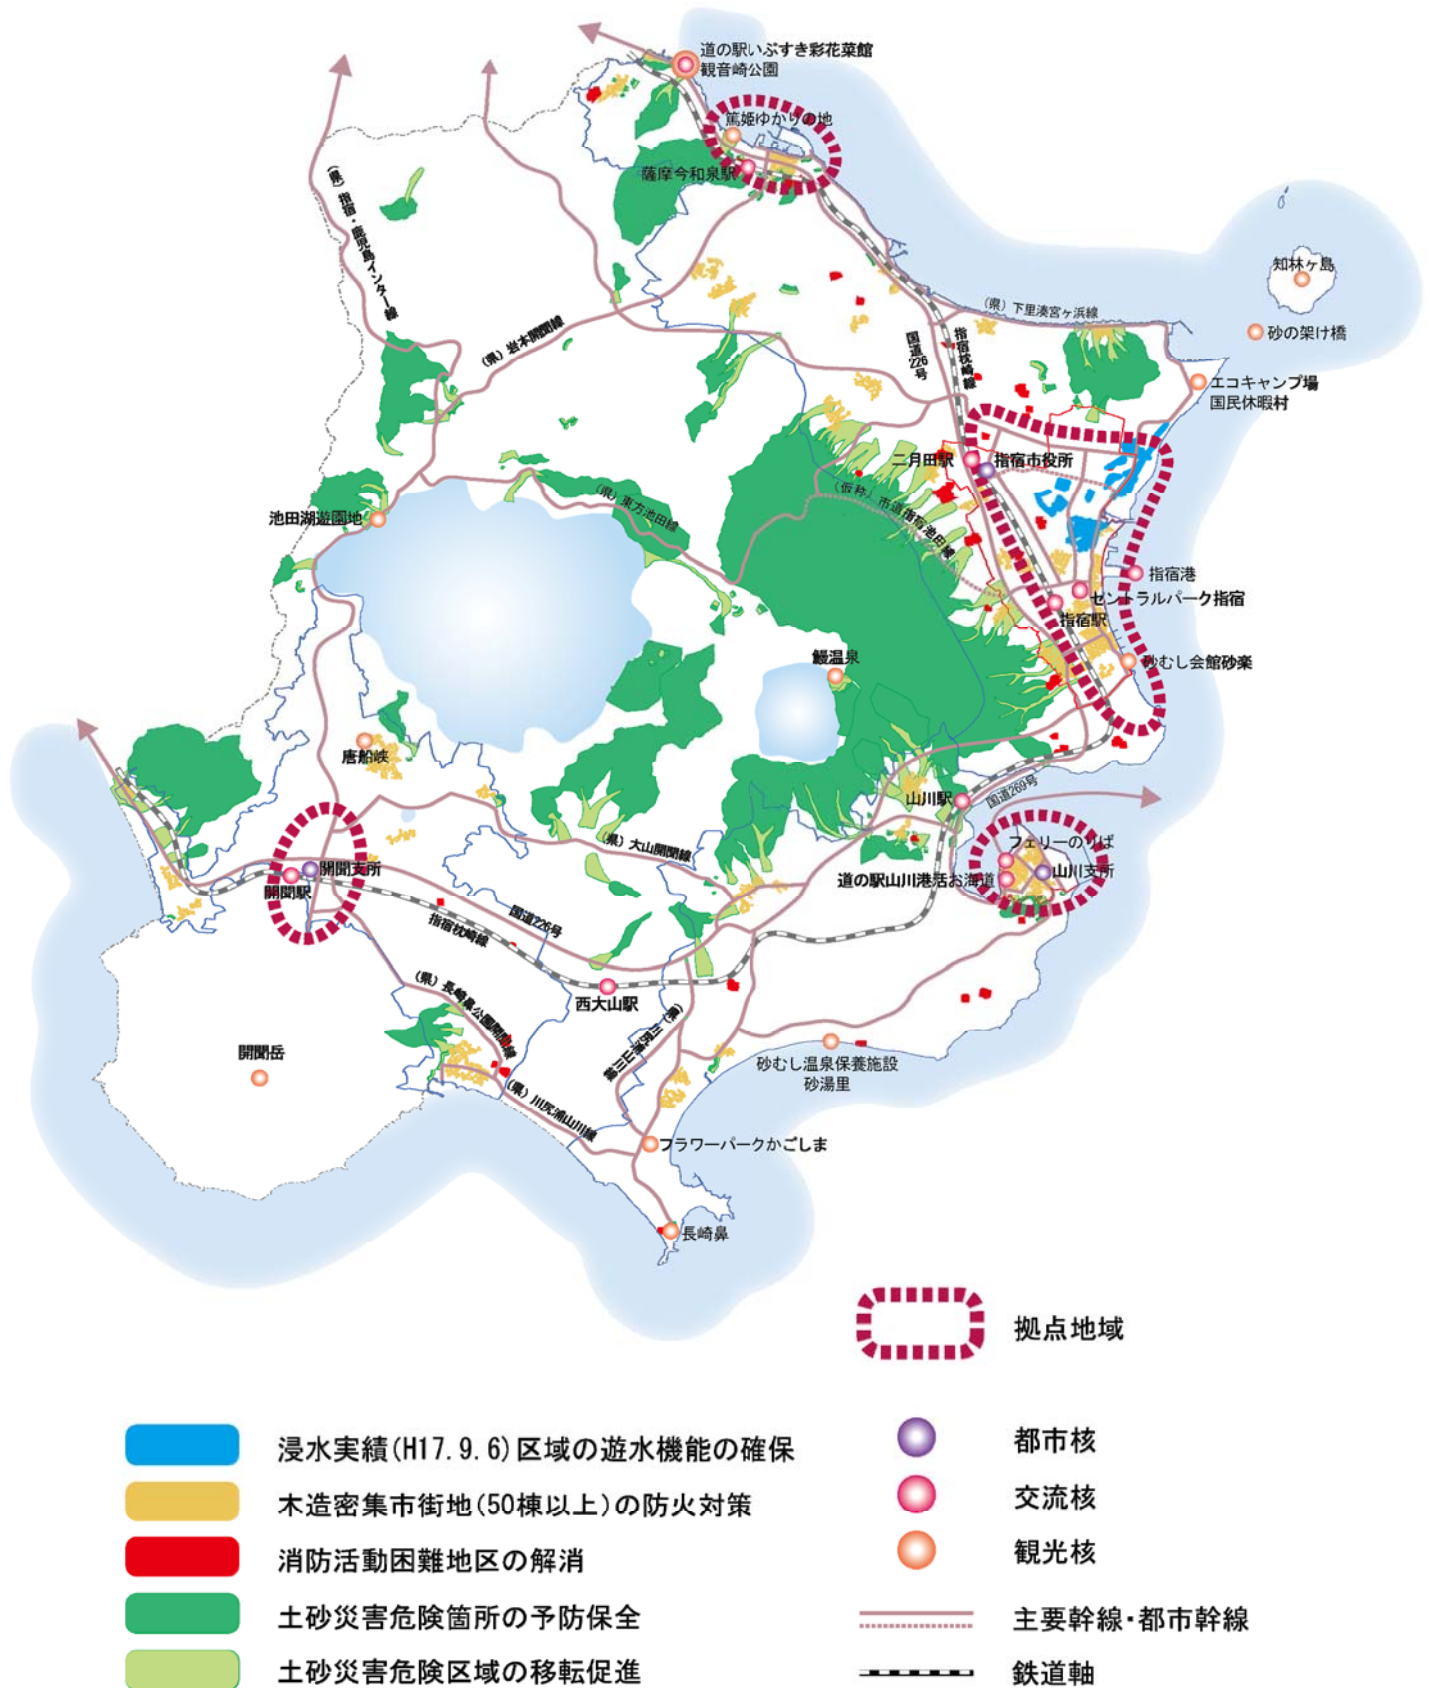 道の駅いぶすき彩花菜館
観音崎公園
篤姫ゆかりの地
薩摩今和泉駅
(県)指宿・鹿児島インター線
知林ヶ島
(県)下里湊宮ヶ浜線
砂の架け橋
(県)岩本開聞線
国道226号
指宿枕崎線
エコキャンプ場
国民休暇村
二月田駅
指宿市役所
(仮称)市道指宿池田線
(県)東方池田線
池田湖遊園地
指宿港
セントラルパーク指宿
指宿駅
鰻温泉
砂むし会館砂楽
唐船峡
山川駅
国道269号
フェリーのりば
(県)大山開聞線
開聞支所
開聞駅
道の駅山川港活お海道
山川支所
国道226号
指宿枕崎線
(県)長崎鼻公園開聞線
西大山駅
(県)川尻浦山川線
開聞岳
砂むし温泉保養施設
砂湯里
(県)川尻浦山川線
フラワーパークかごしま
長崎鼻
拠点地域
浸水実績(H17.9.6)区域の遊水機能の確保
都市核
木造密集市街地(50棟以上)の防火対策
交流核
消防活動困難地区の解消
観光核
土砂災害危険箇所の予防保全
主要幹線・都市幹線
土砂災害危険区域の移転促進
鉄道軸